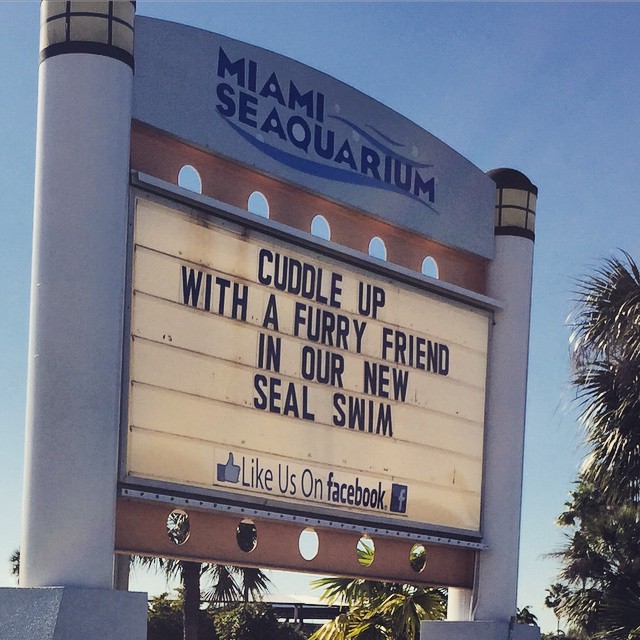 MIAMI
SEAQUARIUM
CUDDLE UP
WITH A FURRY FRIEND
IN OUR NEW
SEAL SWIM
Like Us On facebook. f